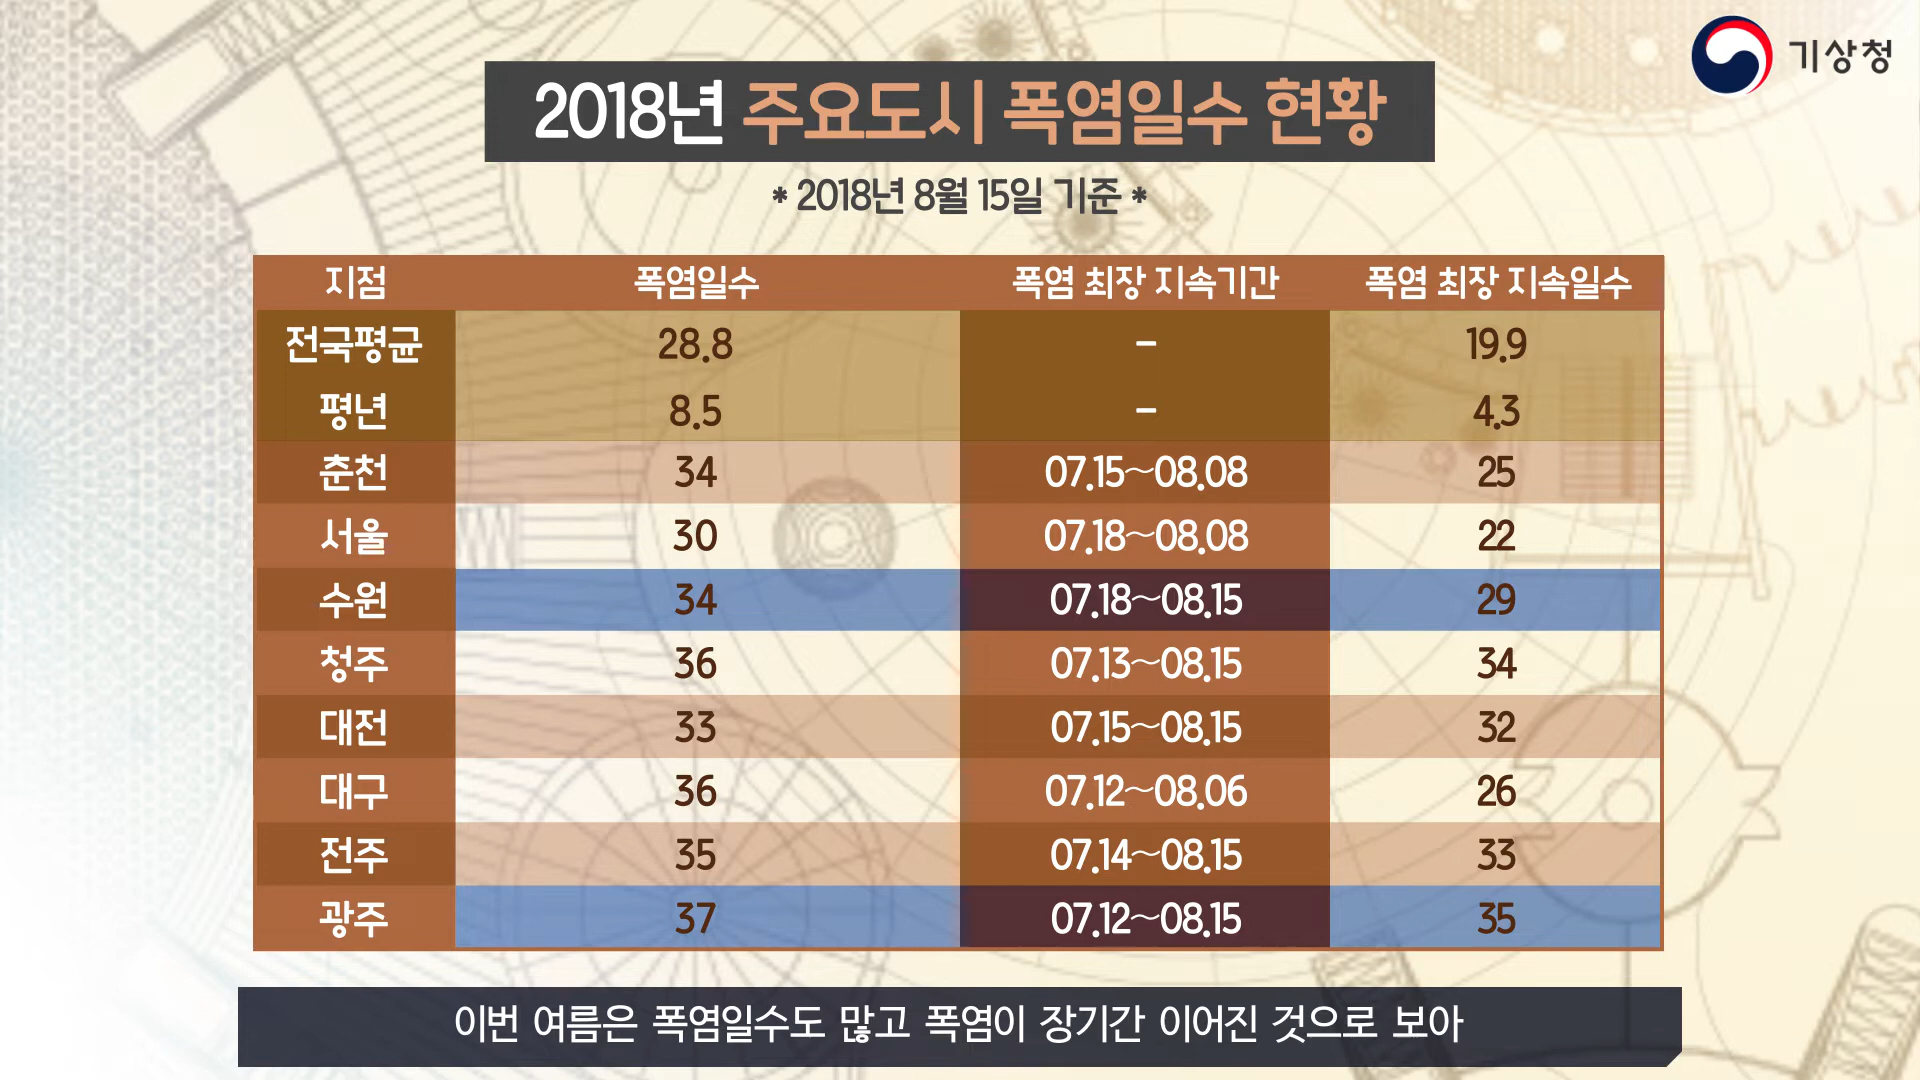 기상청
2018년 주요도시 폭염일수 현황
* 2018년 8월 15일 기준 *
지점 폭염일수 폭염 최장 지속기간 폭염 최장 지속일수
전국평균 28.8 - 19.9
평년 8.5 - 4.3
춘천 34 07.15~08.08 25
서울 30 07.18~08.08 22
수원 34 07.18~08.15 29
청주 36 07.13~08.15 34
대전 33 07.15~08.15 32
대구 36 07.12~08.06 26
전주 35 07.14~08.15 33
광주 37 07.12~08.15 35
이번 여름은 폭염일수도 많고 폭염이 장기간 이어진 것으로 보아